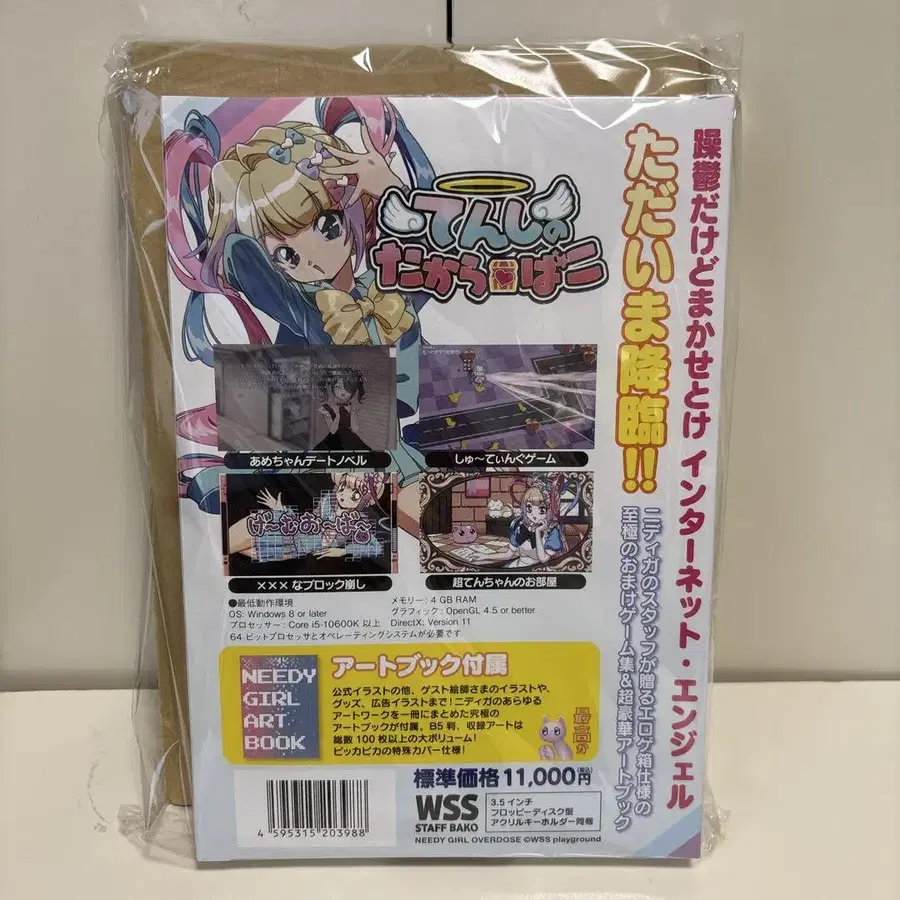 躁鬱だけどまかせとけ インターネット・エンジェル
ただいま降臨!!
ニディガのスタッフが贈るエロゲ箱仕様の
至極のおまけゲーム集&超豪華アートブック
てんしの
たからばこ
あめちゃんデートノベル
しゅ〜てぃんぐゲーム
げ〜むお〜ば〜
×××なブロック崩し
超てんちゃんのお部屋
●最低動作環境
OS: Windows 8 or later
プロセッサー: Core i5-10600K 以上
64 ビットプロセッサとオペレーティングシステムが必要です
メモリー: 4 GB RAM
グラフィック: OpenGL 4.5 or better
DirectX: Version 11
NEEDY
GIRL
ART
BOOK
アートブック付属
公式イラストの他、ゲスト絵師さまのイラストや、
グッズ、広告イラストまで!ニディガのあらゆる
アートワークを一冊にまとめた究極の
アートブックが付属。B5判、収録アートは
総数100枚以上の大ボリューム!
ピッカピカの特殊カバー仕様!
最高か
標準価格11,000円(税込)
4 595315 203988
WSS
STAFF BAKO
3.5インチ
フロッピーディスク型
アクリルキーホルダー同梱
NEEDY GIRL OVERDOSE ©WSS playground